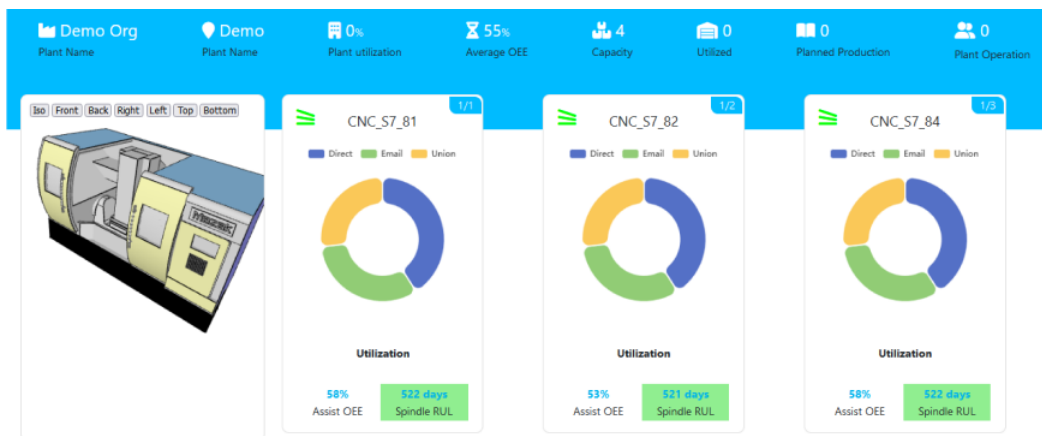 Demo Org
Plant Name
Demo
Plant Name
0%
Plant utilization
55%
Average OEE
4
Capacity
0
Utilized
0
Planned Production
0
Plant Operation
Iso Front Back Right Left Top Bottom
1/1
CNC_S7_81
Direct Email Union
Utilization
58%
Assist OEE
522 days
Spindle RUL
1/2
CNC_S7_82
Direct Email Union
Utilization
53%
Assist OEE
521 days
Spindle RUL
1/3
CNC_S7_84
Direct Email Union
Utilization
58%
Assist OEE
522 days
Spindle RUL